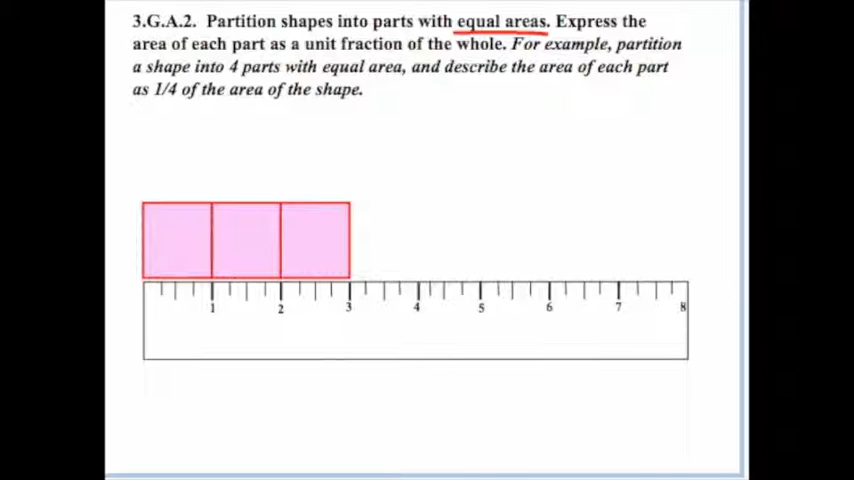 3.G.A.2. Partition shapes into parts with equal areas. Express the
area of each part as a unit fraction of the whole. For example, partition
a shape into 4 parts with equal area, and describe the area of each part
as 1/4 of the area of the shape.
1 2 3 4 5 6 7 8